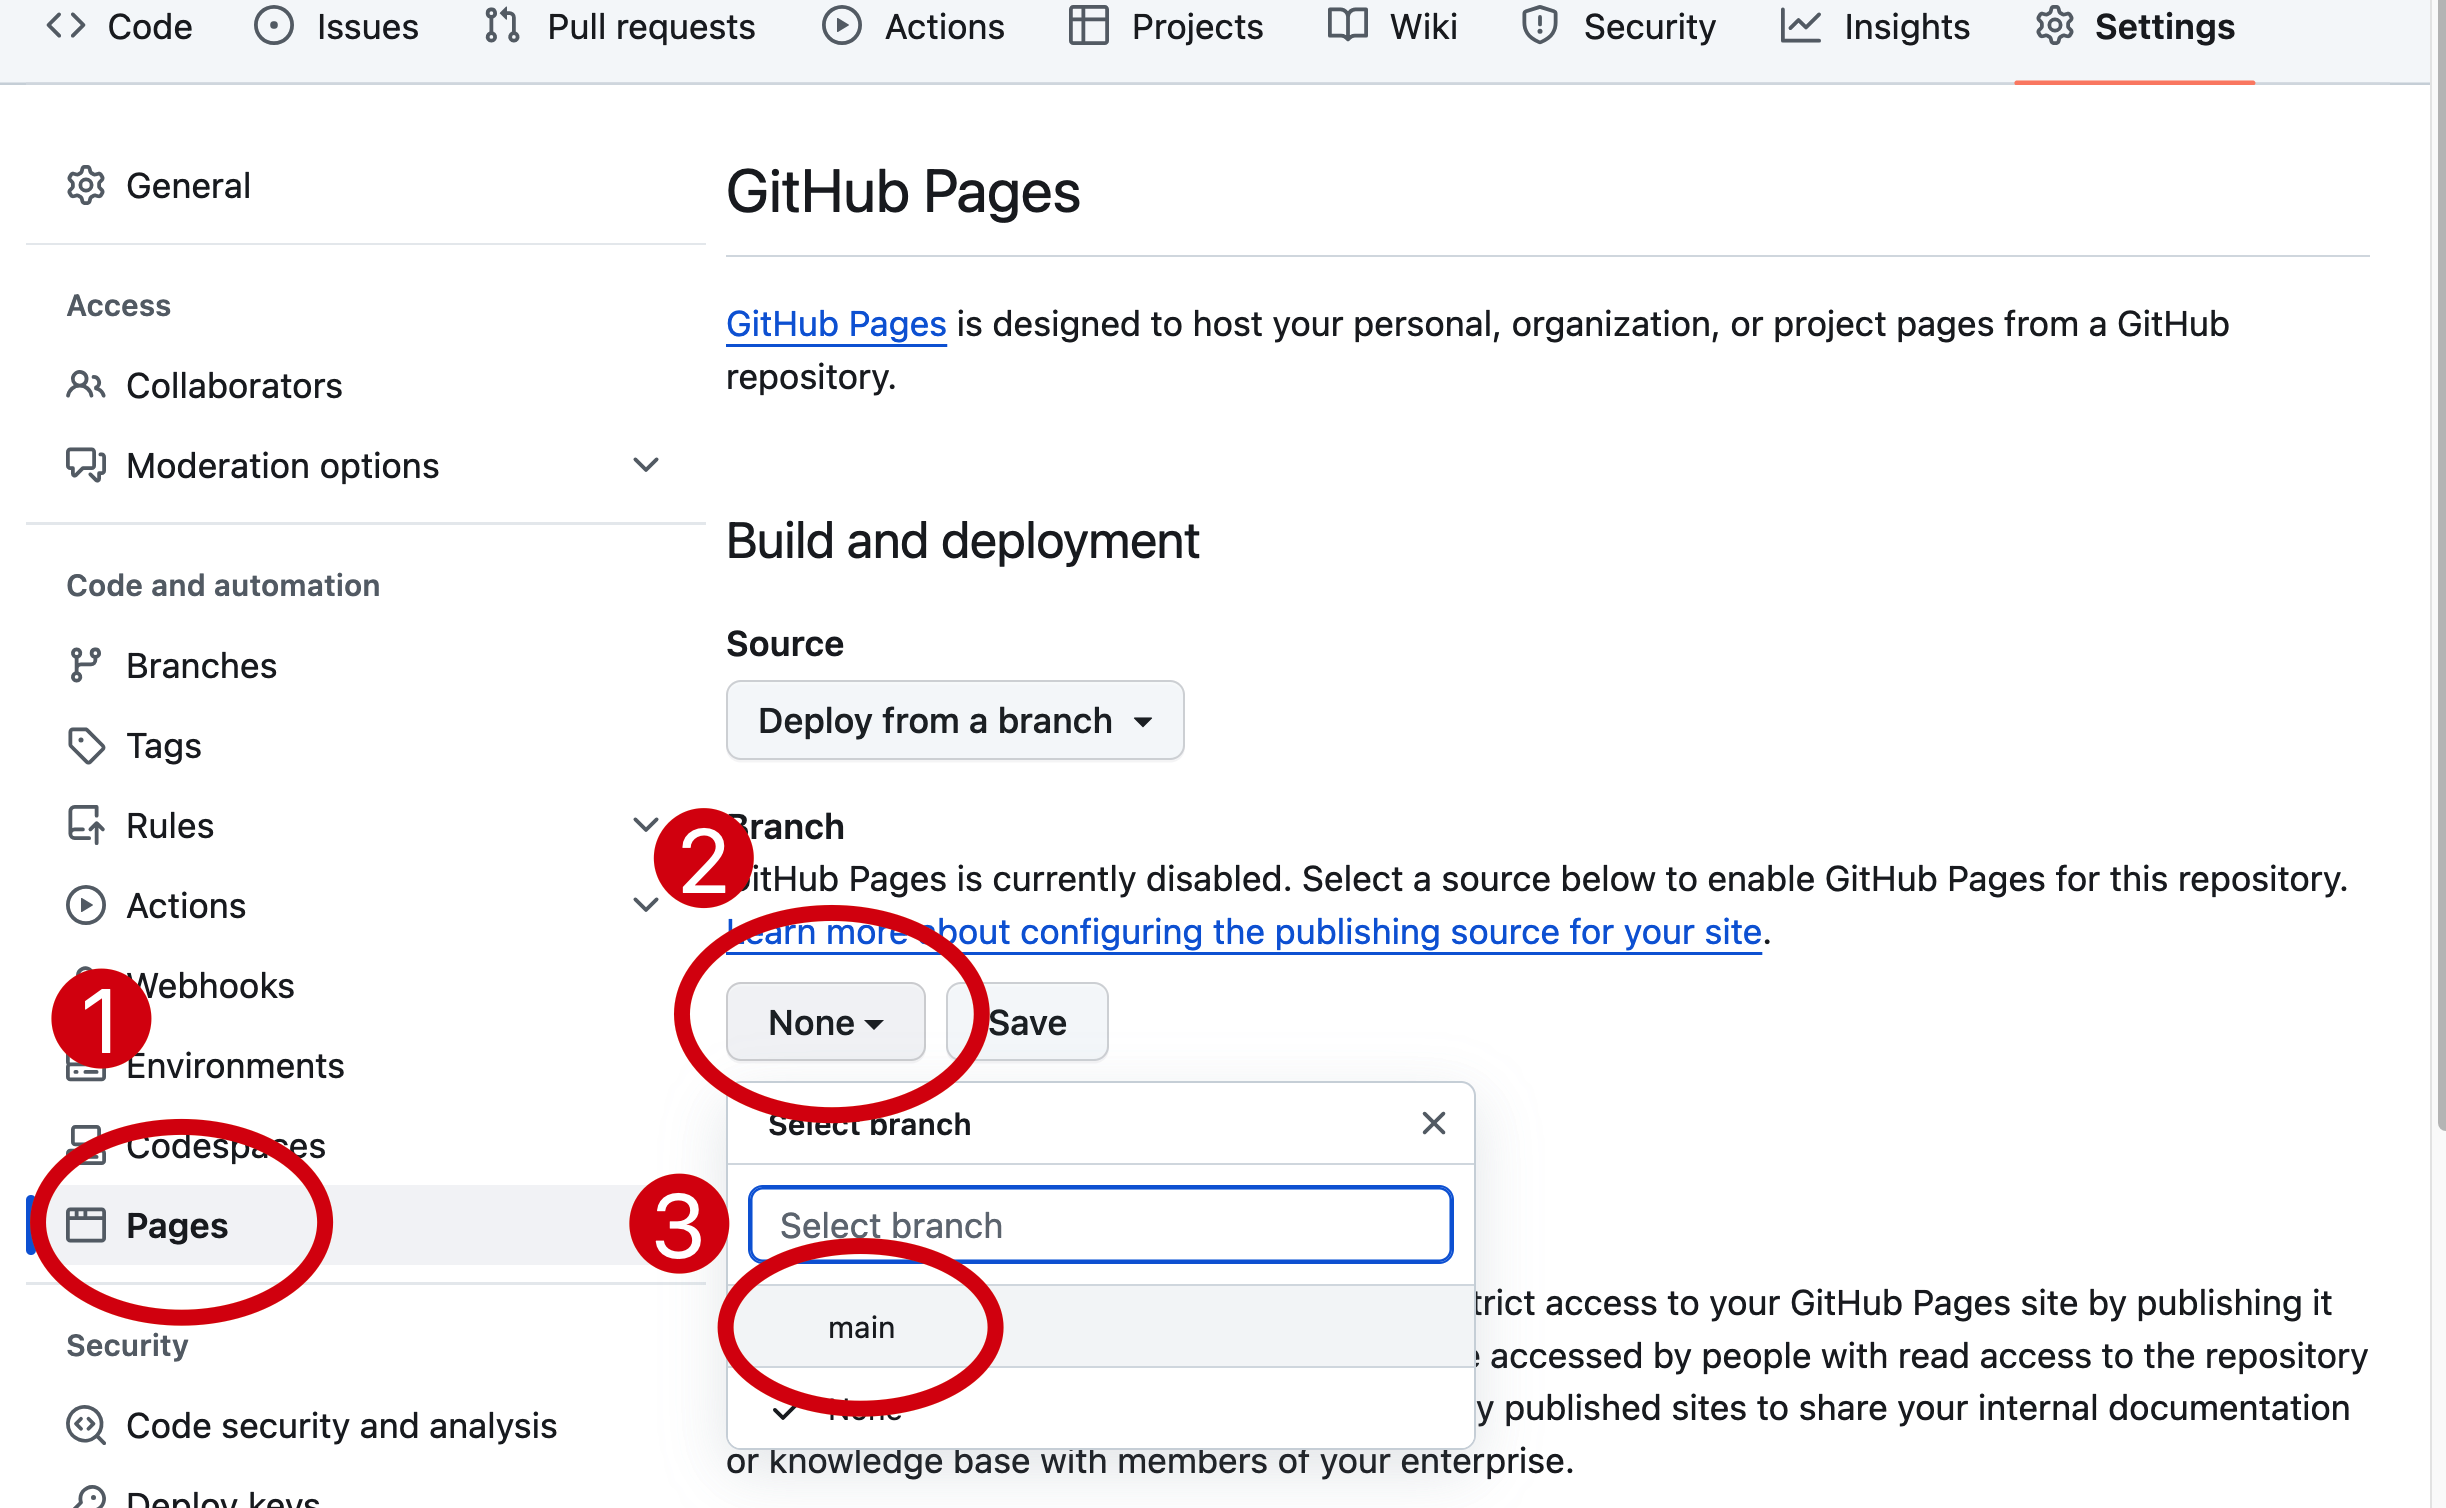 Code Issues Pull requests Actions Projects Wiki Security Insights Settings
General
Access
Collaborators
Moderation options
Code and automation
Branches
Tags
Rules
Actions
Webhooks
Environments
Codespaces
Pages
Security
Code security and analysis
Deploy keys
1
GitHub Pages
GitHub Pages is designed to host your personal, organization, or project pages from a GitHub
repository.
Build and deployment
Source
Deploy from a branch
2
Branch
GitHub Pages is currently disabled. Select a source below to enable GitHub Pages for this repository.
Learn more about configuring the publishing source for your site.
None Save
Select branch
3
Select branch
main
None
trict access to your GitHub Pages site by publishing it
accessed by people with read access to the repository
y published sites to share your internal documentation
or knowledge base with members of your enterprise.